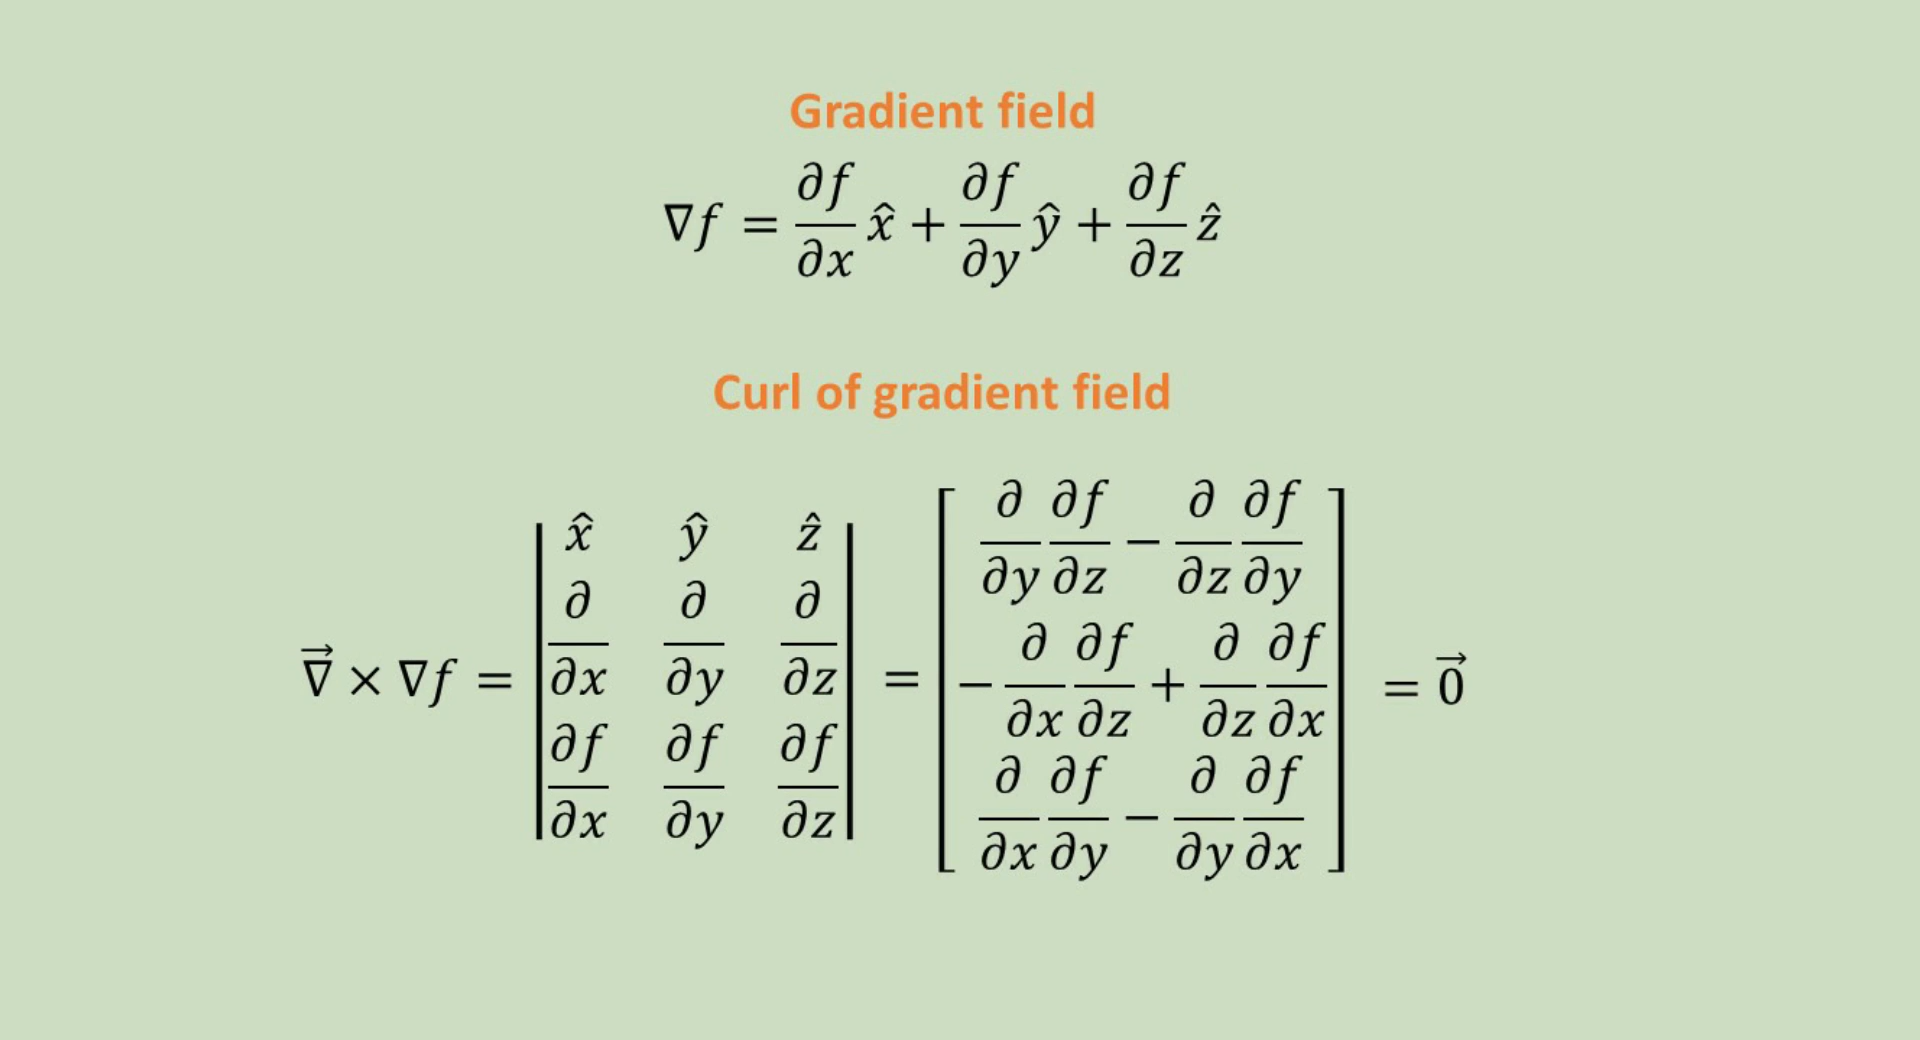 Gradient field
∇f = ∂f/∂x x̂ + ∂f/∂y ŷ + ∂f/∂z ẑ
Curl of gradient field
∇⃗ × ∇f = | x̂ ŷ ẑ ; ∂/∂x ∂/∂y ∂/∂z ; ∂f/∂x ∂f/∂y ∂f/∂z | = [ ∂/∂y ∂f/∂z − ∂/∂z ∂f/∂y ; − ∂/∂x ∂f/∂z + ∂/∂z ∂f/∂x ; ∂/∂x ∂f/∂y − ∂/∂y ∂f/∂x ] = 0⃗